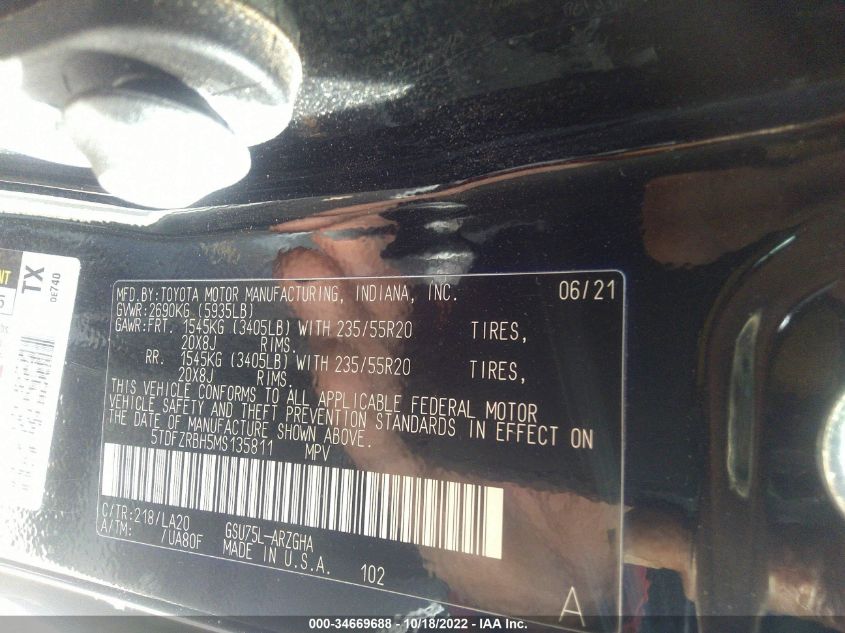 TX
0E740
MFD.BY:TOYOTA MOTOR MANUFACTURING, INDIANA, INC. 06/21
GVWR:2690KG (5935LB)
GAWR:FRT. 1545KG (3405LB) WITH 235/55R20 TIRES,
20X8J RIMS.
RR. 1545KG (3405LB) WITH 235/55R20 TIRES,
20X8J RIMS.
THIS VEHICLE CONFORMS TO ALL APPLICABLE FEDERAL MOTOR
VEHICLE SAFETY AND THEFT PREVENTION STANDARDS IN EFFECT ON
THE DATE OF MANUFACTURE SHOWN ABOVE.
5TDFZRBH5MS135811 MPV
C/TR:218/LA20 GSU75L-ARZGHA
A/TM: /UA80F MADE IN U.S.A. 102
A
000-34669688 - 10/18/2022 - IAA Inc.